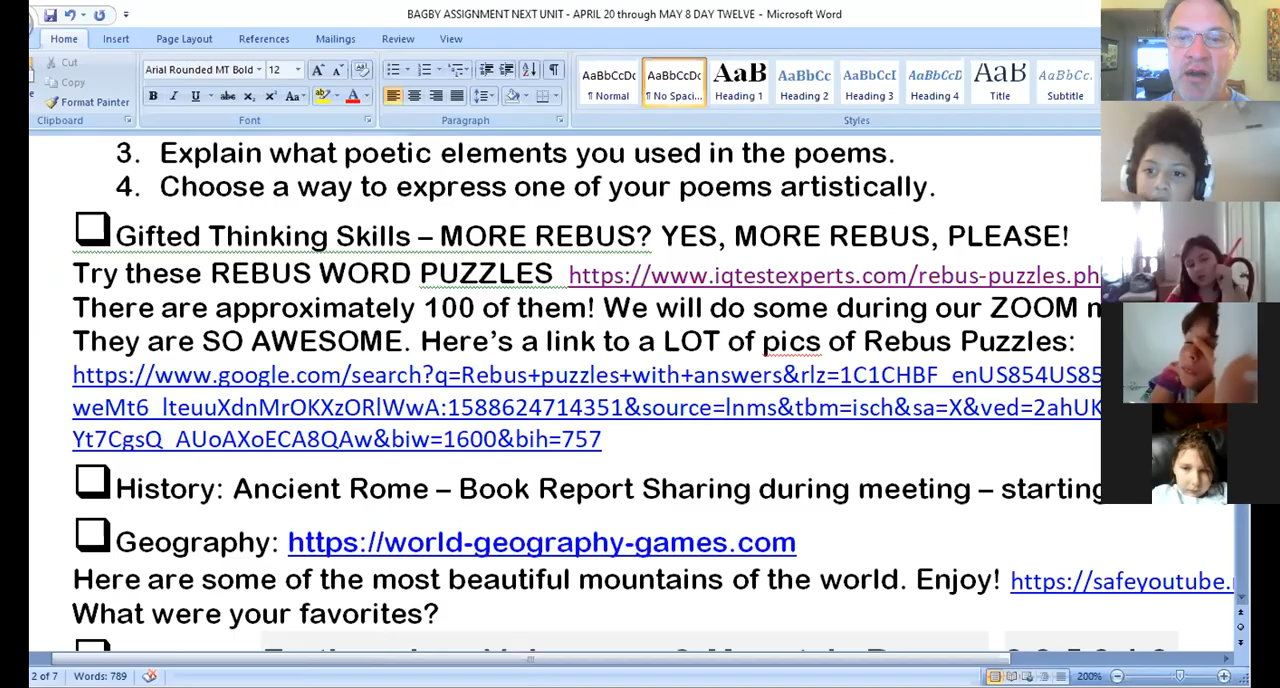 BAGBY ASSIGNMENT NEXT UNIT - APRIL 20 through MAY 8 DAY TWELVE - Microsoft Word
Home Insert Page Layout References Mailings Review View
Cut
Copy
Format Painter
Clipboard
Arial Rounded MT Bold 12
B I U abc x₂ x² Aa
Font
Paragraph
AaBbCcDc AaBbCcDc AaB AaBbCc AaBbCcI AaBbCcD AaB AaBbCcL
¶ Normal ¶ No Spaci... Heading 1 Heading 2 Heading 3 Heading 4 Title Subtitle
Styles
3. Explain what poetic elements you used in the poems.
4. Choose a way to express one of your poems artistically.
Gifted Thinking Skills – MORE REBUS? YES, MORE REBUS, PLEASE!
Try these REBUS WORD PUZZLES https://www.iqtestexperts.com/rebus-puzzles.ph
There are approximately 100 of them! We will do some during our ZOOM m
They are SO AWESOME. Here’s a link to a LOT of pics of Rebus Puzzles:
https://www.google.com/search?q=Rebus+puzzles+with+answers&rlz=1C1CHBF_enUS854US85
weMt6_lteuuXdnMrOKXzORlWwA:1588624714351&source=lnms&tbm=isch&sa=X&ved=2ahUK
Yt7CgsQ_AUoAXoECA8QAw&biw=1600&bih=757
History: Ancient Rome – Book Report Sharing during meeting – starting
Geography: https://world-geography-games.com
Here are some of the most beautiful mountains of the world. Enjoy! https://safeyoutube.
What were your favorites?
2 of 7 Words: 789 200%